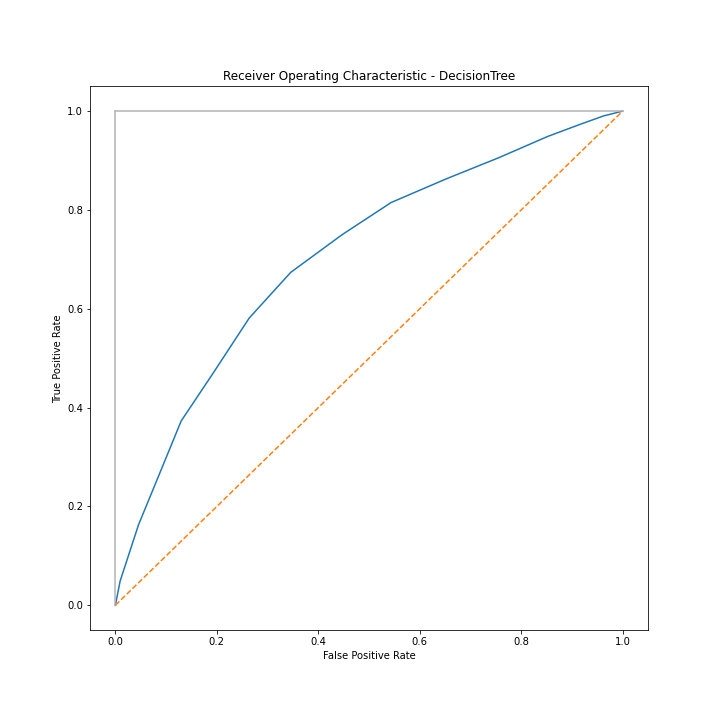 Receiver Operating Characteristic - DecisionTree
1.0
0.8
0.6
0.4
0.2
0.0
True Positive Rate
0.0 0.2 0.4 0.6 0.8 1.0
False Positive Rate